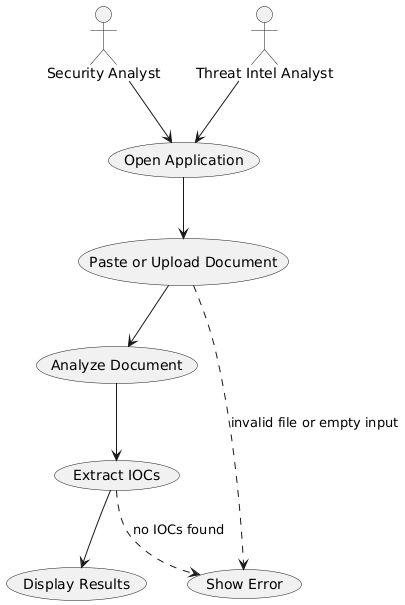 Security Analyst
Threat Intel Analyst
Open Application
Paste or Upload Document
Analyze Document
invalid file or empty input
Extract IOCs
no IOCs found
Display Results
Show Error